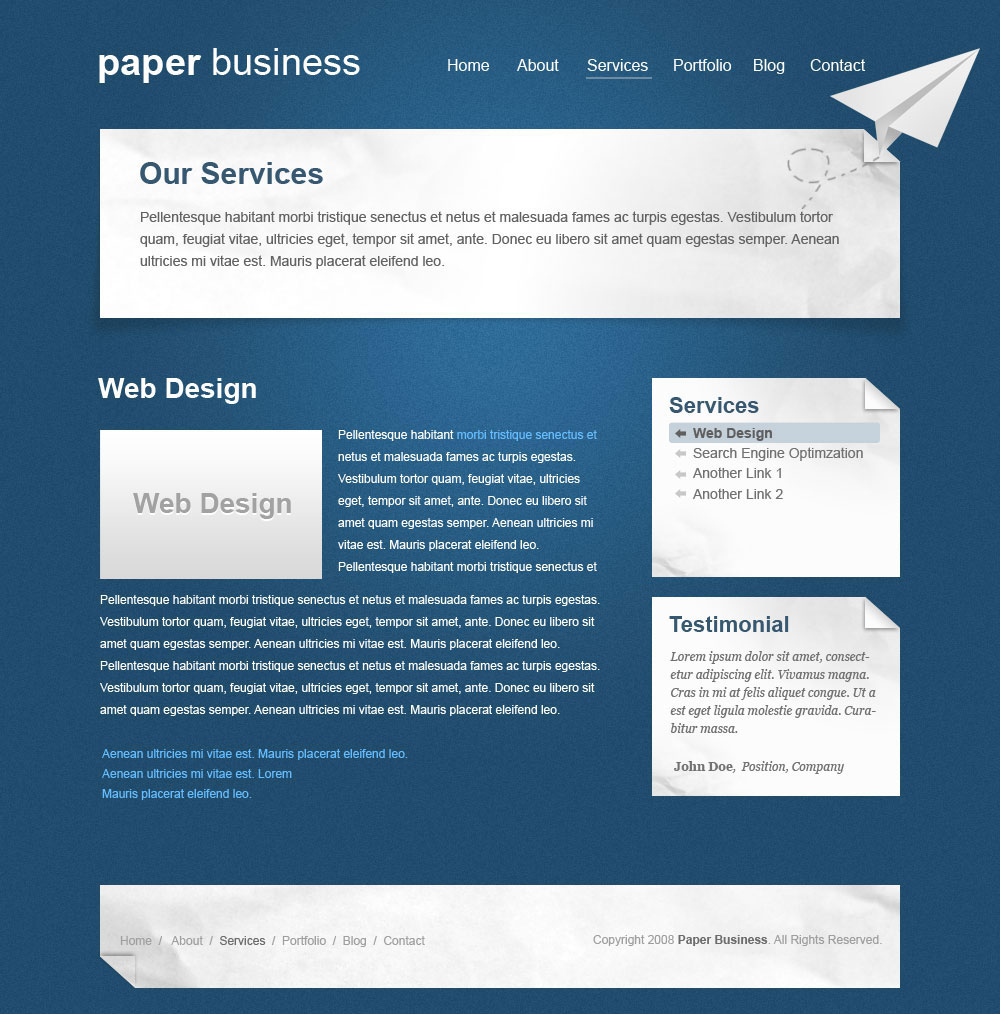 paper business
Home About Services Portfolio Blog Contact
Our Services
Pellentesque habitant morbi tristique senectus et netus et malesuada fames ac turpis egestas. Vestibulum tortor
quam, feugiat vitae, ultricies eget, tempor sit amet, ante. Donec eu libero sit amet quam egestas semper. Aenean
ultricies mi vitae est. Mauris placerat eleifend leo.
Web Design
Web Design
Pellentesque habitant morbi tristique senectus et
netus et malesuada fames ac turpis egestas.
Vestibulum tortor quam, feugiat vitae, ultricies
eget, tempor sit amet, ante. Donec eu libero sit
amet quam egestas semper. Aenean ultricies mi
vitae est. Mauris placerat eleifend leo.
Pellentesque habitant morbi tristique senectus et
Pellentesque habitant morbi tristique senectus et netus et malesuada fames ac turpis egestas.
Vestibulum tortor quam, feugiat vitae, ultricies eget, tempor sit amet, ante. Donec eu libero sit
amet quam egestas semper. Aenean ultricies mi vitae est. Mauris placerat eleifend leo.
Pellentesque habitant morbi tristique senectus et netus et malesuada fames ac turpis egestas.
Vestibulum tortor quam, feugiat vitae, ultricies eget, tempor sit amet, ante. Donec eu libero sit
amet quam egestas semper. Aenean ultricies mi vitae est. Mauris placerat eleifend leo.
Aenean ultricies mi vitae est. Mauris placerat eleifend leo.
Aenean ultricies mi vitae est. Lorem
Mauris placerat eleifend leo.
Services
Web Design
Search Engine Optimzation
Another Link 1
Another Link 2
Testimonial
Lorem ipsum dolor sit amet, consect-
etur adipiscing elit. Vivamus magna.
Cras in mi at felis aliquet congue. Ut a
est eget ligula molestie gravida. Cura-
bitur massa.
John Doe, Position, Company
Home / About / Services / Portfolio / Blog / Contact
Copyright 2008 Paper Business. All Rights Reserved.